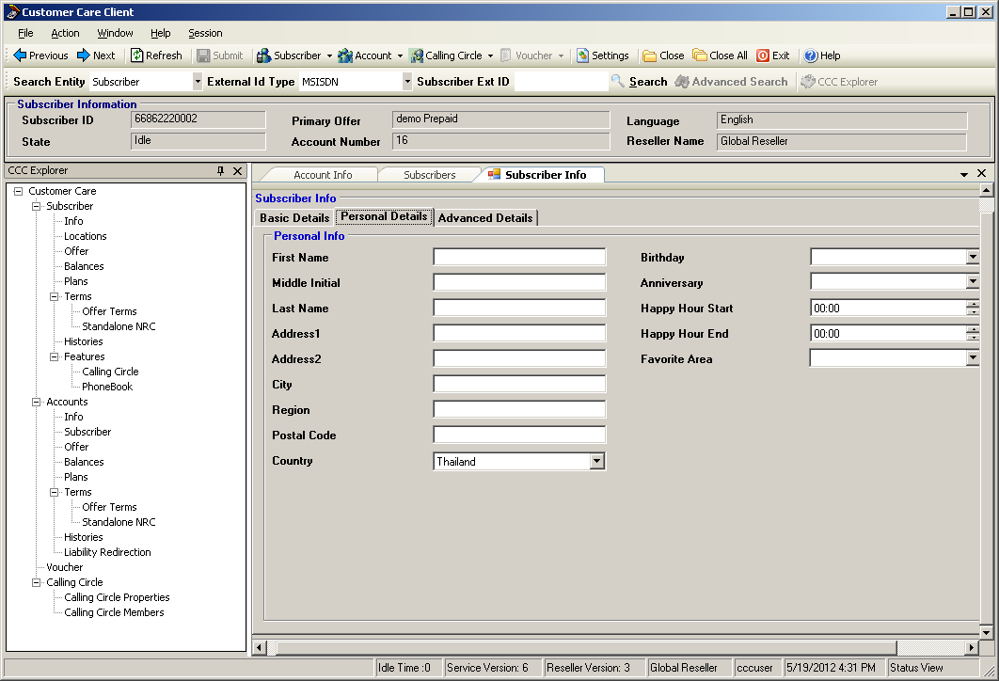 Customer Care Client
File Action Window Help Session
Previous Next Refresh Submit Subscriber Account Calling Circle Voucher Settings Close Close All Exit Help
Search Entity Subscriber External Id Type MSISDN Subscriber Ext ID Search Advanced Search CCC Explorer
Subscriber Information
Subscriber ID 66862220002 Primary Offer demo Prepaid Language English
State Idle Account Number 16 Reseller Name Global Reseller
CCC Explorer
Customer Care
Subscriber
Info
Locations
Offer
Balances
Plans
Terms
Offer Terms
Standalone NRC
Histories
Features
Calling Circle
PhoneBook
Accounts
Info
Subscriber
Offer
Balances
Plans
Terms
Offer Terms
Standalone NRC
Histories
Liability Redirection
Voucher
Calling Circle
Calling Circle Properties
Calling Circle Members
Account Info Subscribers Subscriber Info
Subscriber Info
Basic Details Personal Details Advanced Details
Personal Info
First Name Birthday
Middle Initial Anniversary
Last Name Happy Hour Start 00:00
Address1 Happy Hour End 00:00
Address2 Favorite Area
City
Region
Postal Code
Country Thailand
Idle Time :0 Service Version: 6 Reseller Version: 3 Global Reseller cccuser 5/19/2012 4:31 PM Status View